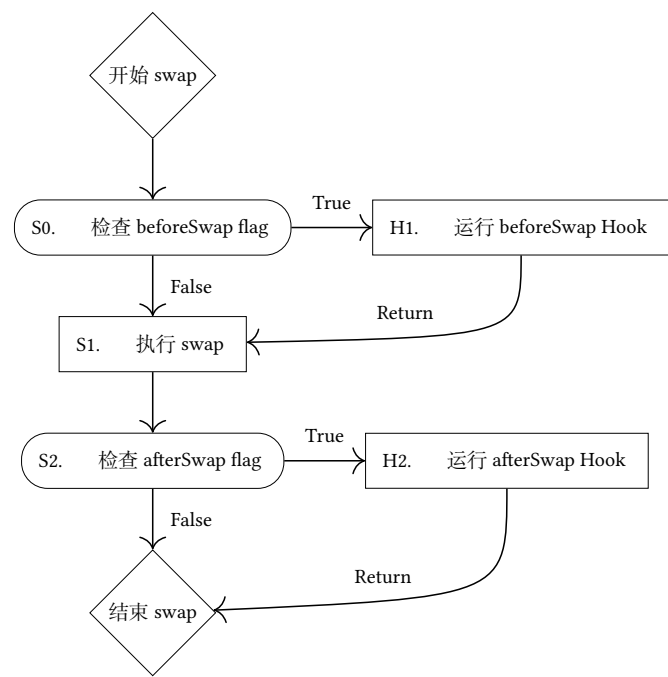 开始 swap
S0. 检查 beforeSwap flag
True
H1. 运行 beforeSwap Hook
False
Return
S1. 执行 swap
S2. 检查 afterSwap flag
True
H2. 运行 afterSwap Hook
False
Return
结束 swap